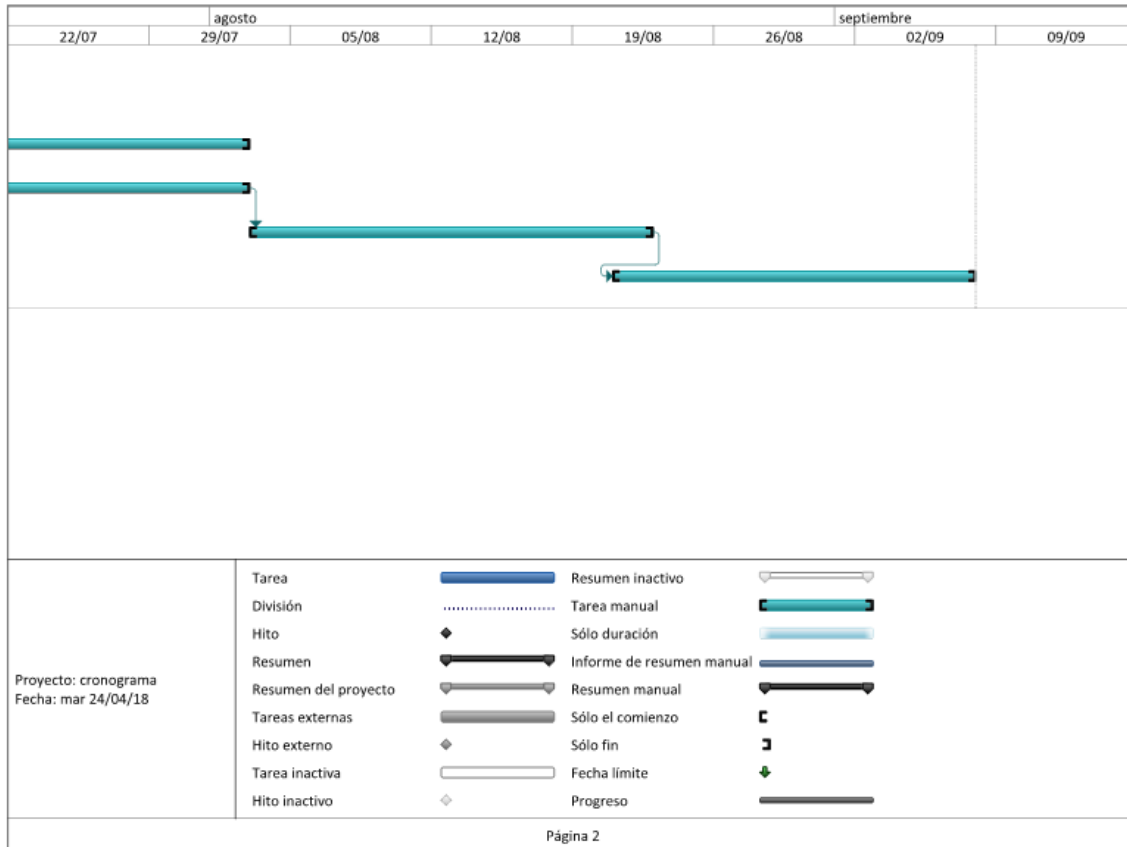 agosto septiembre
22/07 29/07 05/08 12/08 19/08 26/08 02/09 09/09
Proyecto: cronograma
Fecha: mar 24/04/18
Tarea
División
Hito
Resumen
Resumen del proyecto
Tareas externas
Hito externo
Tarea inactiva
Hito inactivo
Resumen inactivo
Tarea manual
Sólo duración
Informe de resumen manual
Resumen manual
Sólo el comienzo
Sólo fin
Fecha límite
Progreso
Página 2